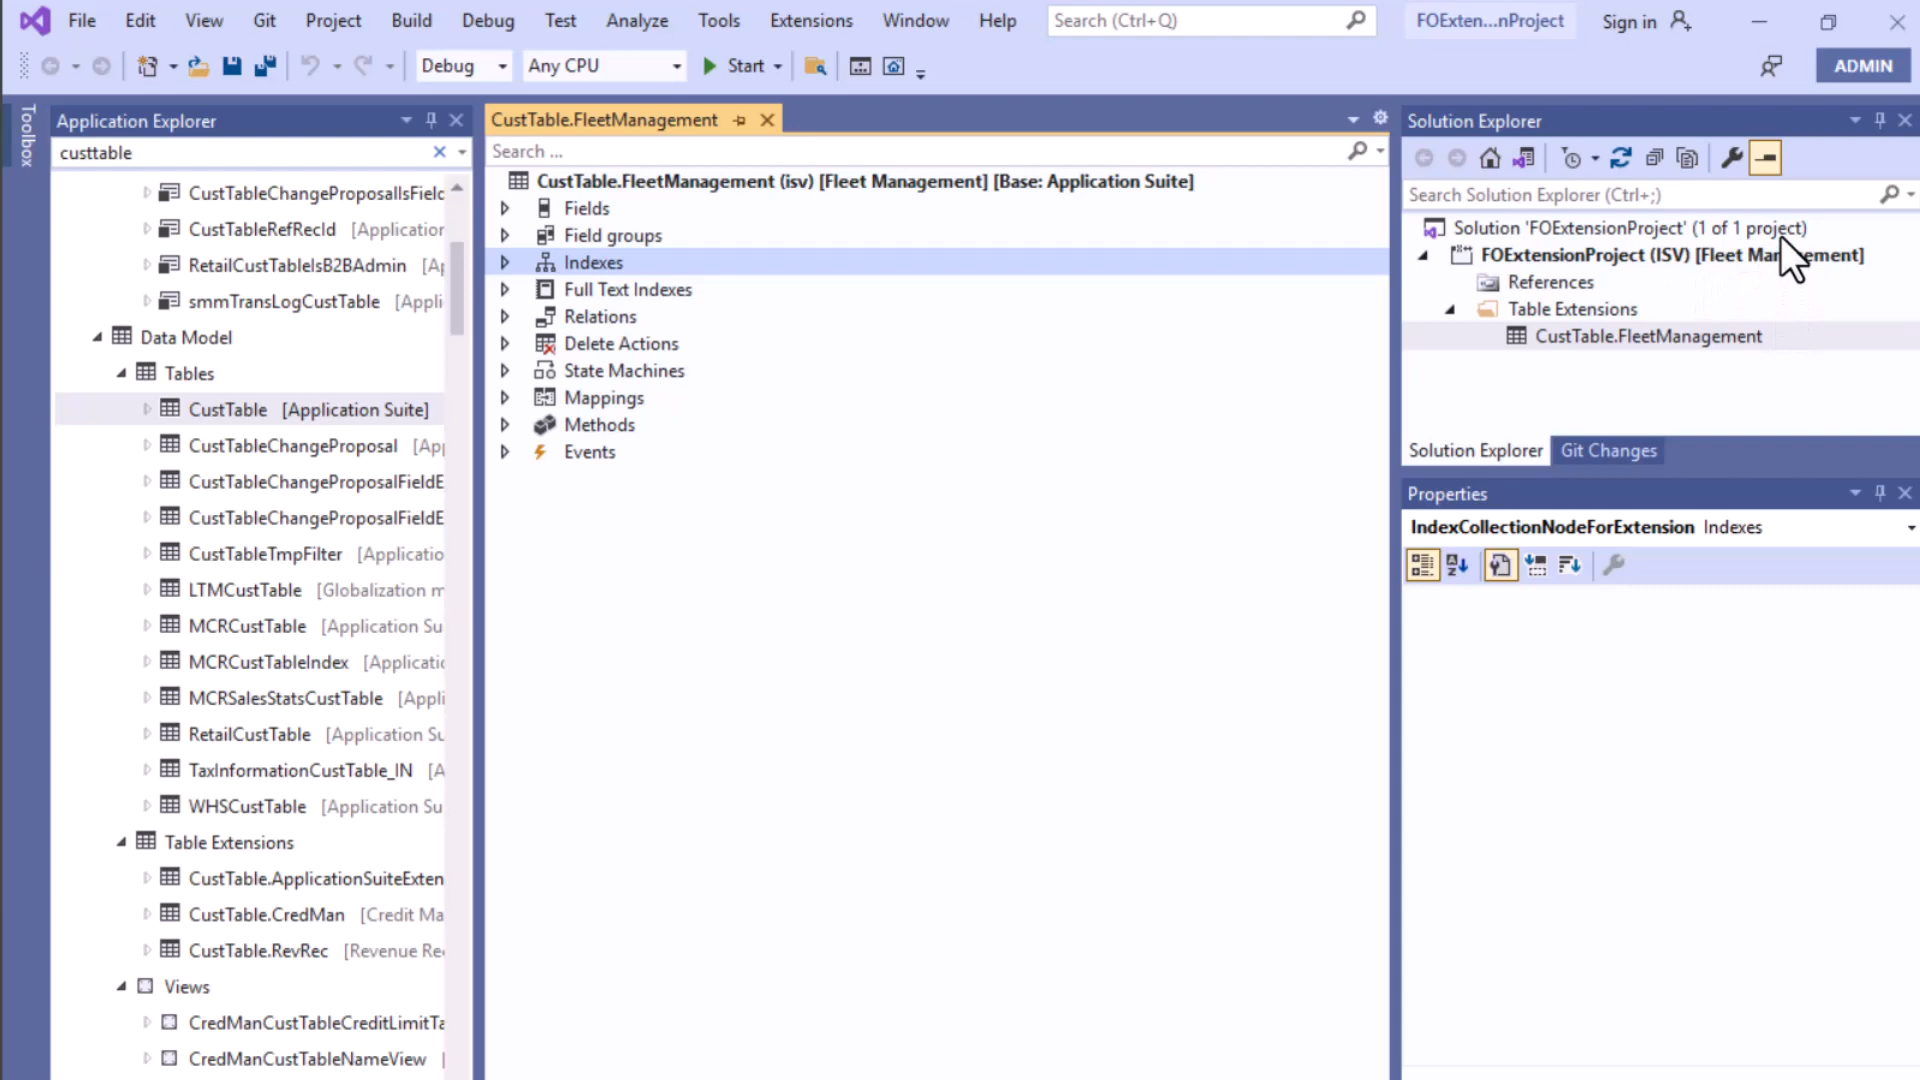 File Edit View Git Project Build Debug Test Analyze Tools Extensions Window Help Search (Ctrl+Q) FOExten...nProject Sign in
Debug Any CPU Start ADMIN
Toolbox
Application Explorer
custtable
CustTableChangeProposalIsField
CustTableRefRecId [Application
RetailCustTableIsB2BAdmin [Ap
smmTransLogCustTable [Appli
Data Model
Tables
CustTable [Application Suite]
CustTableChangeProposal [App
CustTableChangeProposalFieldE
CustTableChangeProposalFieldE
CustTableTmpFilter [Applicatio
LTMCustTable [Globalization m
MCRCustTable [Application Su
MCRCustTableIndex [Applicatio
MCRSalesStatsCustTable [Appli
RetailCustTable [Application Su
TaxInformationCustTable_IN [A
WHSCustTable [Application Su
Table Extensions
CustTable.ApplicationSuiteExten
CustTable.CredMan [Credit Ma
CustTable.RevRec [Revenue Re
Views
CredManCustTableCreditLimitTa
CredManCustTableNameView [
CustTable.FleetManagement
Search ...
CustTable.FleetManagement (isv) [Fleet Management] [Base: Application Suite]
Fields
Field groups
Indexes
Full Text Indexes
Relations
Delete Actions
State Machines
Mappings
Methods
Events
Solution Explorer
Search Solution Explorer (Ctrl+;)
Solution 'FOExtensionProject' (1 of 1 project)
FOExtensionProject (ISV) [Fleet Management]
References
Table Extensions
CustTable.FleetManagement
Solution Explorer Git Changes
Properties
IndexCollectionNodeForExtension Indexes